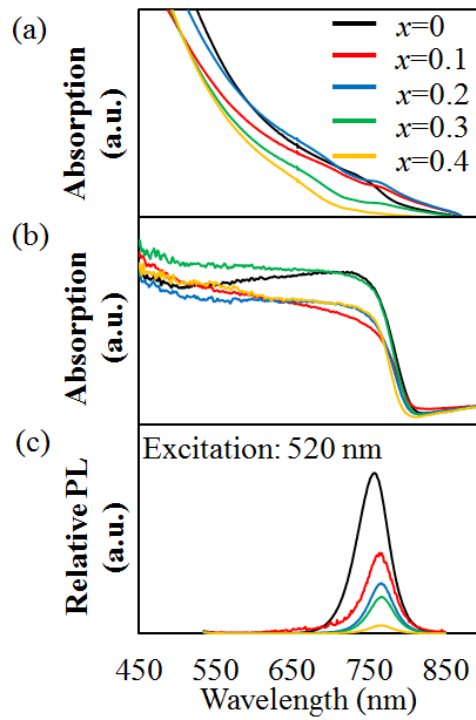 (a)
Absorption
(a.u.)
x=0
x=0.1
x=0.2
x=0.3
x=0.4
(b)
Absorption
(a.u.)
(c)
Relative PL
(a.u.)
Excitation: 520 nm
450 550 650 750 850
Wavelength (nm)